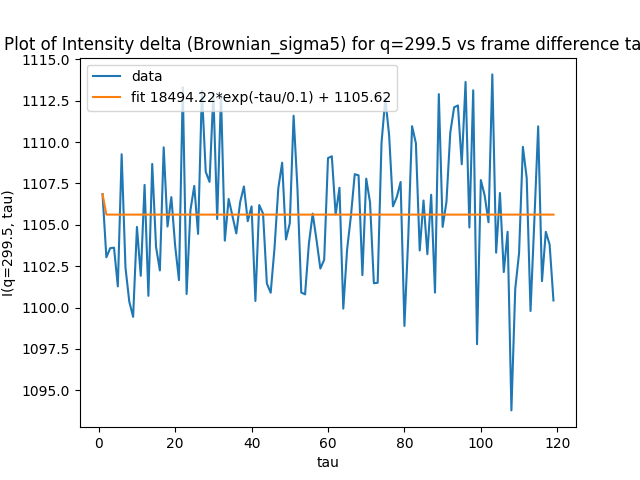 Plot of Intensity delta (Brownian_sigma5) for q=299.5 vs frame difference ta
data
fit 18494.22*exp(-tau/0.1) + 1105.62
I(q=299.5, tau)
1115.0
1112.5
1110.0
1107.5
1105.0
1102.5
1100.0
1097.5
1095.0
0 20 40 60 80 100 120
tau